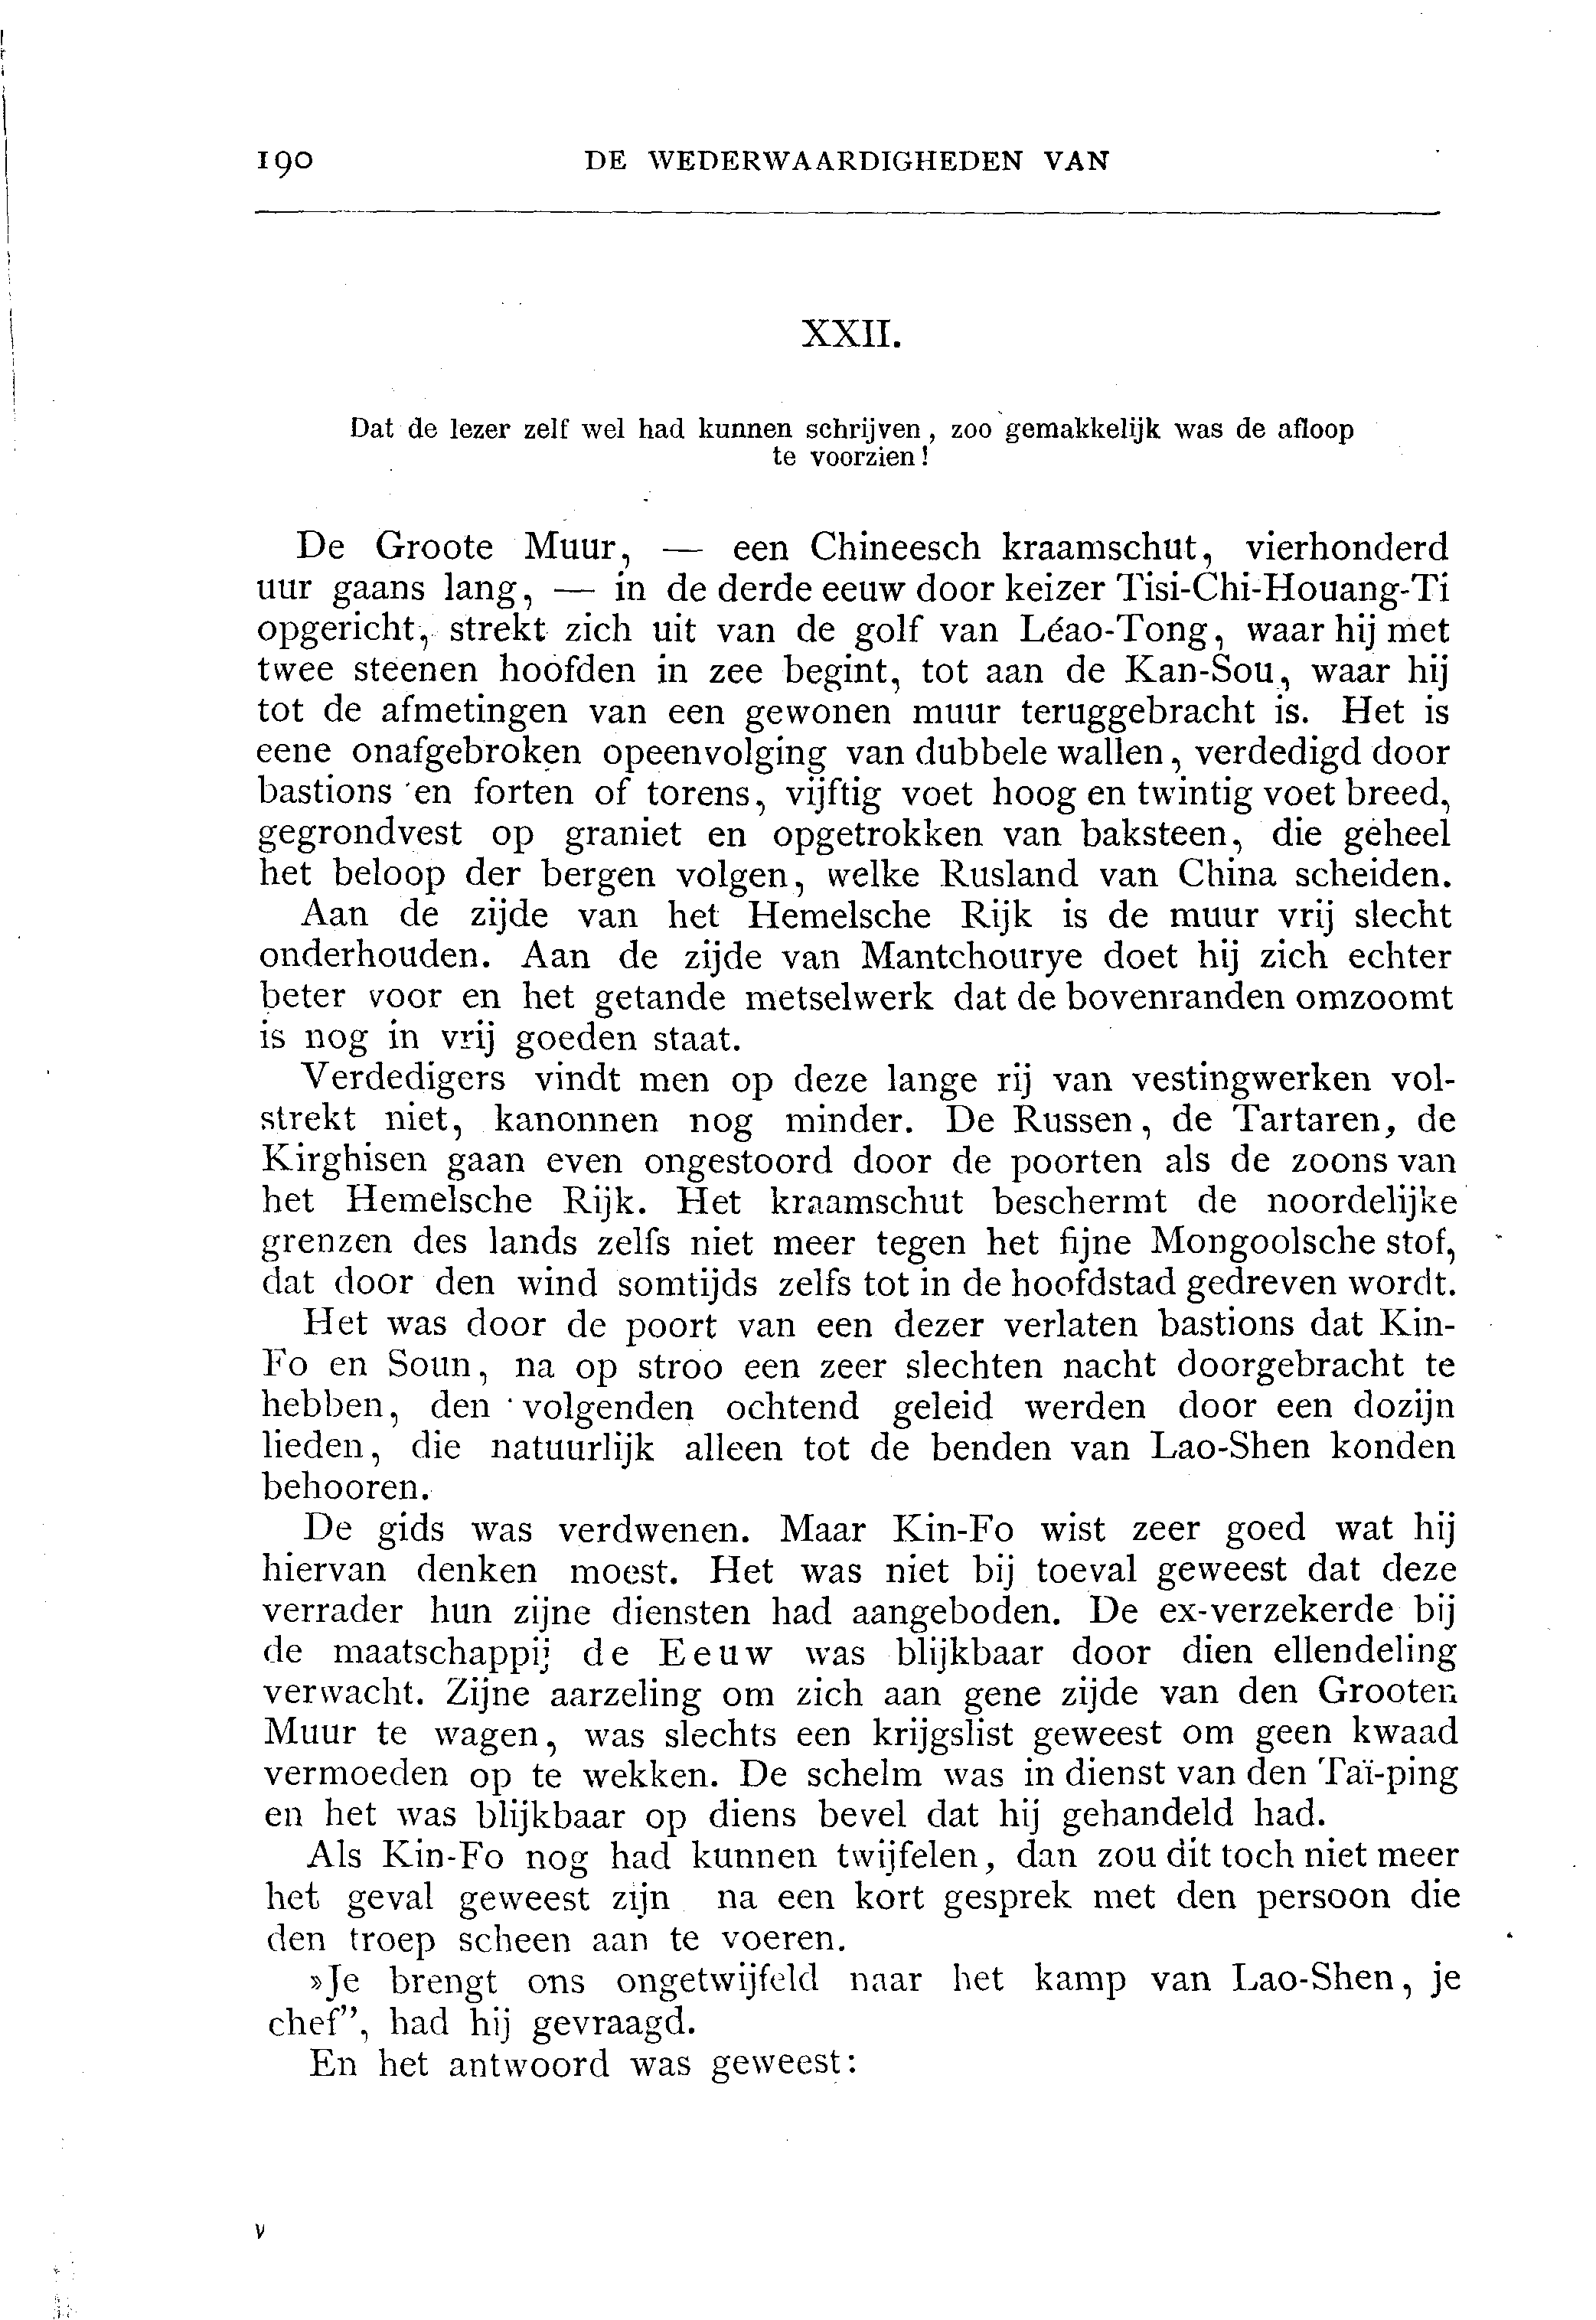 190 DE WEDERWAARDIGHEDEN VAN
XXII.
Dat de lezer zelf wel had kunnen schrijven, zoo gemakkelijk was de afloop
te voorzien!
De Groote Muur, — een Chineesch kraamschut, vierhonderd
uur gaans lang, — in de derde eeuw door keizer Tisi-Chi-Houang-Ti
opgericht, strekt zich uit van de golf van Léao-Tong, waar hij met
twee steenen hoofden in zee begint, tot aan de Kan-Sou, waar hij
tot de afmetingen van een gewonen muur teruggebracht is. Het is
eene onafgebroken opeenvolging van dubbele wallen, verdedigd door
bastions en forten of torens, vijftig voet hoog en twintig voet breed,
gegrondvest op graniet en opgetrokken van baksteen, die geheel
het beloop der bergen volgen, welke Rusland van China scheiden.
Aan de zijde van het Hemelsche Rijk is de muur vrij slecht
onderhouden. Aan de zijde van Mantchourye doet hij zich echter
beter voor en het getande metselwerk dat de bovenranden omzoomt
is nog in vrij goeden staat.
Verdedigers vindt men op deze lange rij van vestingwerken vol-
strekt niet, kanonnen nog minder. De Russen, de Tartaren, de
Kirghisen gaan even ongestoord door de poorten als de zoons van
het Hemelsche Rijk. Het kraamschut beschermt de noordelijke
grenzen des lands zelfs niet meer tegen het fijne Mongoolsche stof,
dat door den wind somtijds zelfs tot in de hoofdstad gedreven wordt.
Het was door de poort van een dezer verlaten bastions dat Kin-
Fo en Soun, na op stroo een zeer slechten nacht doorgebracht te
hebben, den volgenden ochtend geleid werden door een dozijn
lieden, die natuurlijk alleen tot de benden van Lao-Shen konden
behooren.
De gids was verdwenen. Maar Kin-Fo wist zeer goed wat hij
hiervan denken moest. Het was niet bij toeval geweest dat deze
verrader hun zijne diensten had aangeboden. De ex-verzekerde bij
de maatschappij de Eeuw was blijkbaar door dien ellendeling
verwacht. Zijne aarzeling om zich aan gene zijde van den Grooten
Muur te wagen, was slechts een krijgslist geweest om geen kwaad
vermoeden op te wekken. De schelm was in dienst van den Taï-ping
en het was blijkbaar op diens bevel dat hij gehandeld had.
Als Kin-Fo nog had kunnen twijfelen, dan zou dit toch niet meer
het geval geweest zijn na een kort gesprek met den persoon die
den troep scheen aan te voeren.
»Je brengt ons ongetwijfeld naar het kamp van Lao-Shen, je
chef”, had hij gevraagd.
En het antwoord was geweest:
v